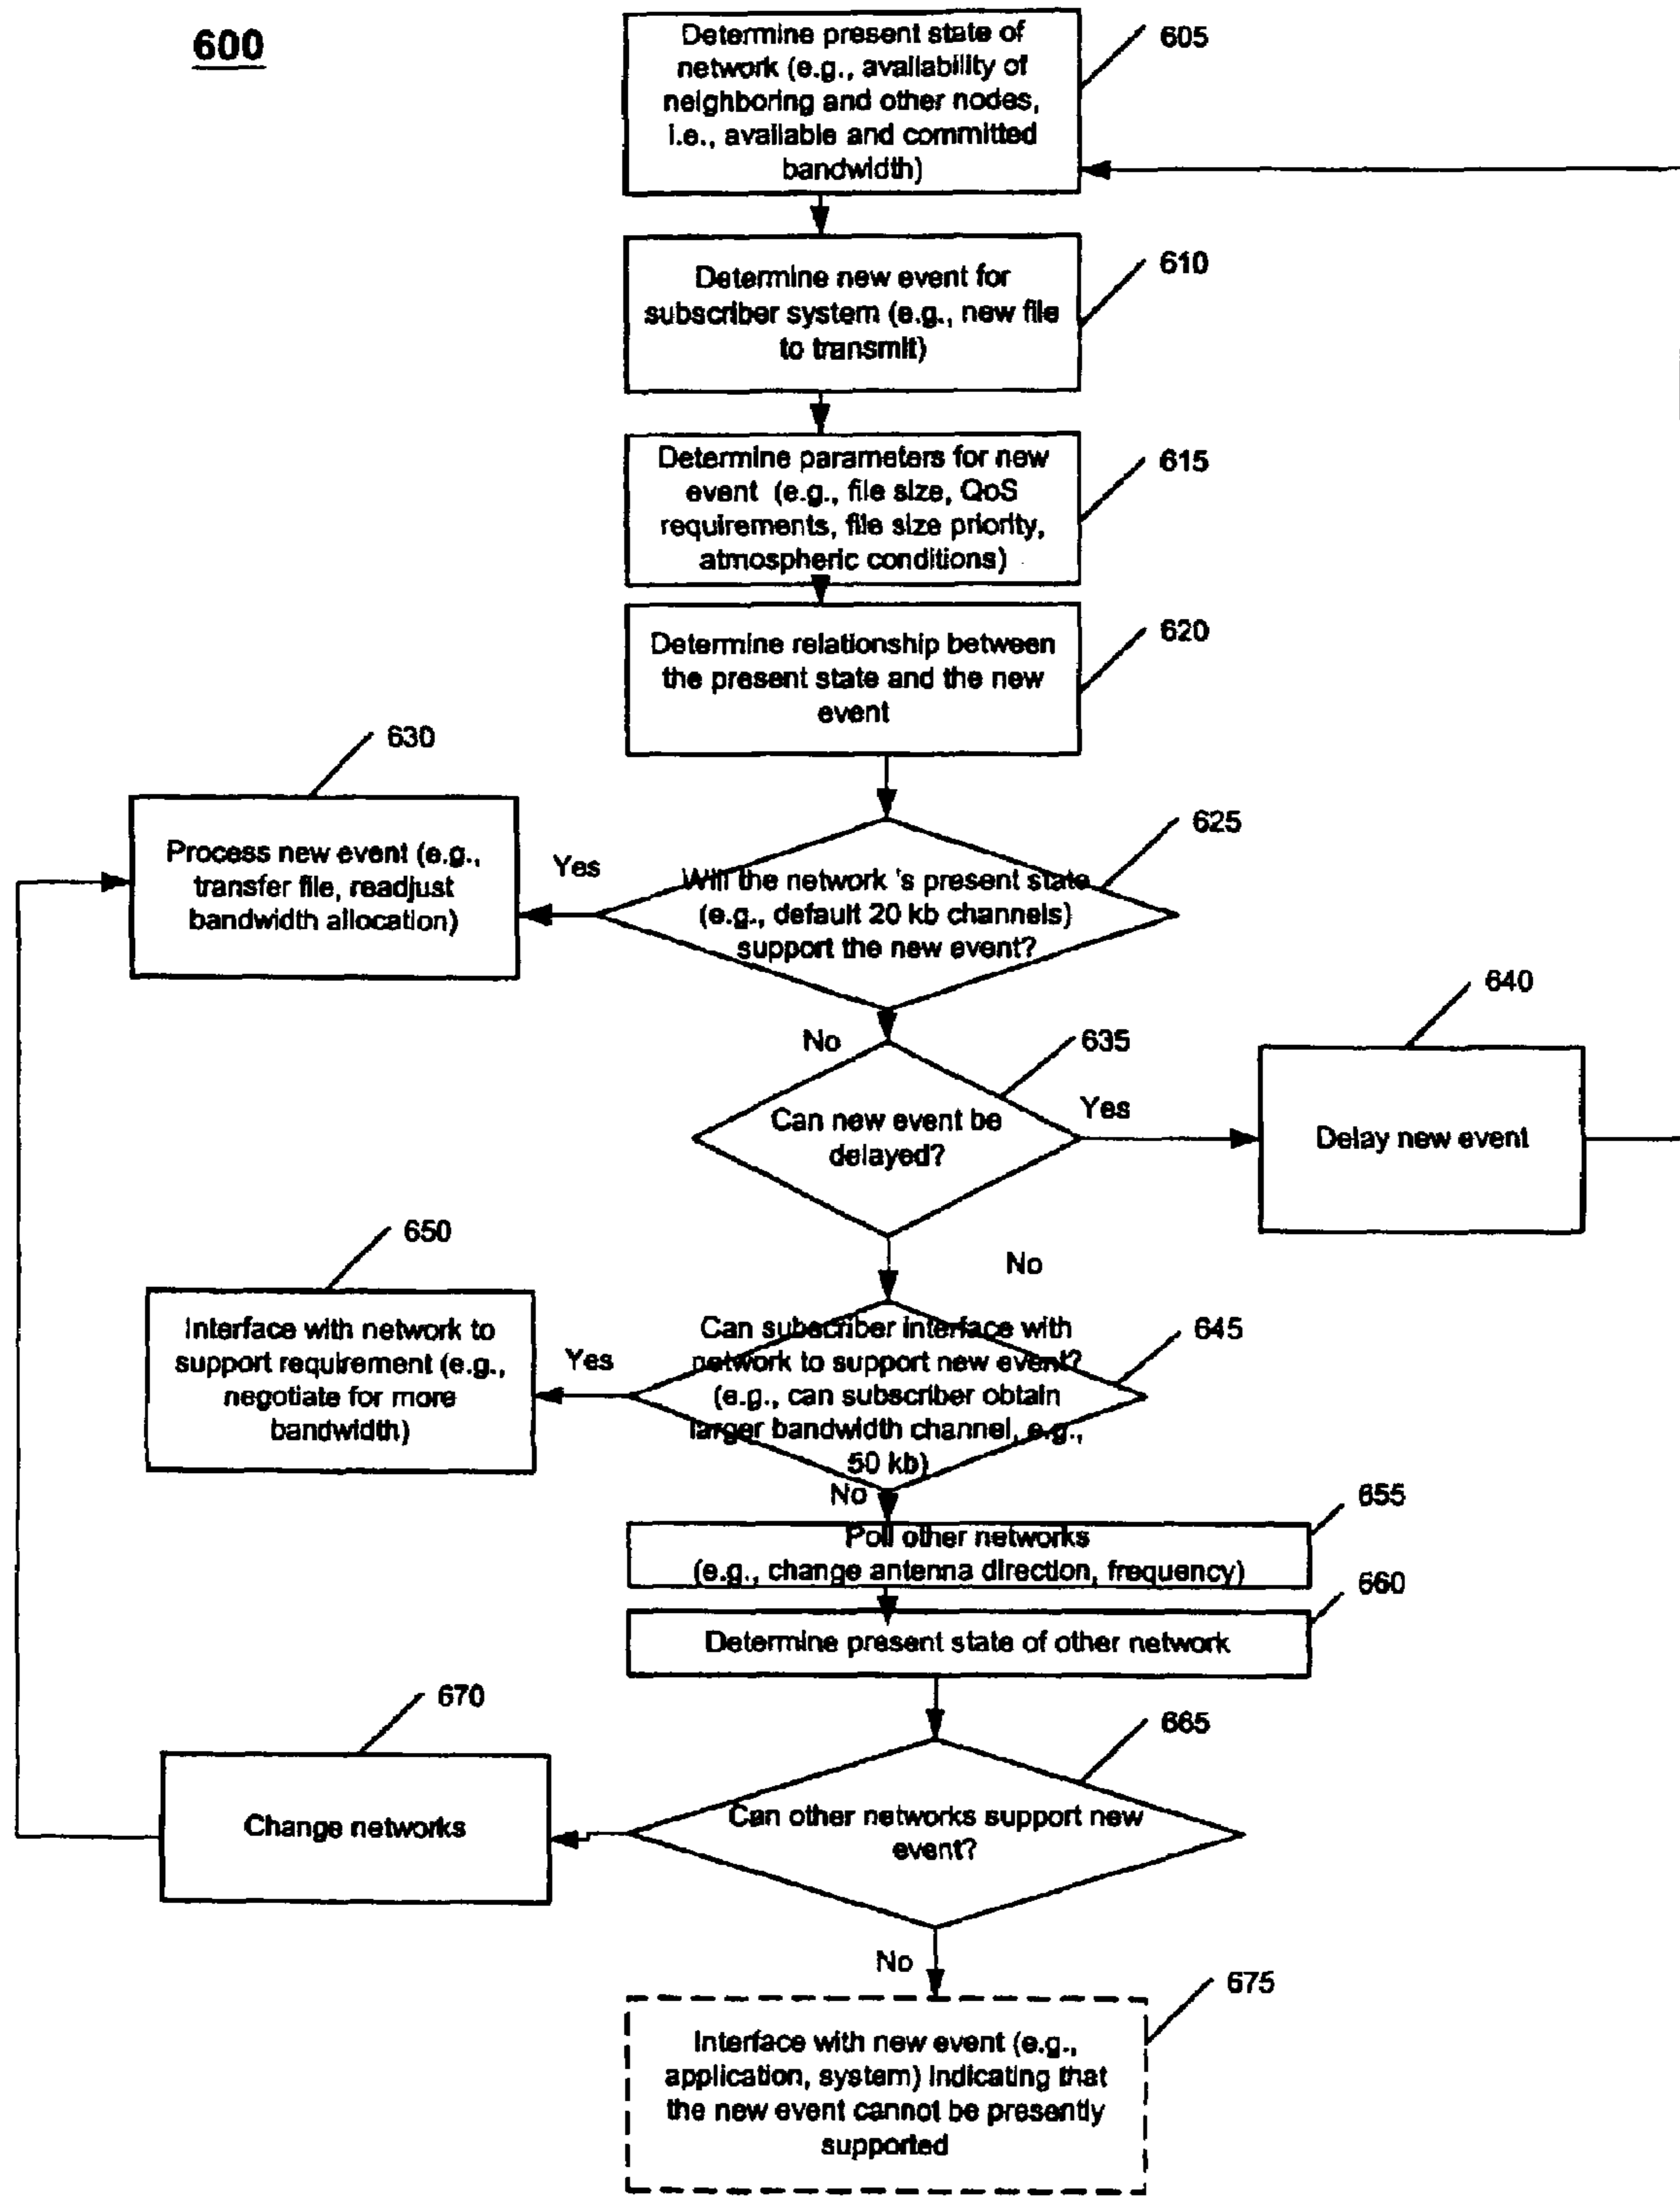 600
Determine present state of
network (e.g., availability of
neighboring and other nodes,
i.e., available and committed
bandwidth)
605
Determine new event for
subscriber system (e.g., new file
to transmit)
610
Determine parameters for new
event (e.g., file size, QoS
requirements, file size priority,
atmospheric conditions)
615
Determine relationship between
the present state and the new
event
620
630
Process new event (e.g.,
transfer file, readjust
bandwidth allocation)
Yes
625
Will the network 's present state
(e.g., default 20 kb channels)
support the new event?
No
635
Can new event be
delayed?
Yes
640
Delay new event
No
650
Interface with network to
support requirement (e.g.,
negotiate for more
bandwidth)
Yes
645
Can subscriber interface with
network to support new event?
(e.g., can subscriber obtain
larger bandwidth channel, e.g.,
50 kb)
No
655
Poll other networks
(e.g., change antenna direction, frequency)
660
Determine present state of other network
670
Change networks
665
Can other networks support new
event?
No
675
Interface with new event (e.g.,
application, system) indicating that
the new event cannot be presently
supported